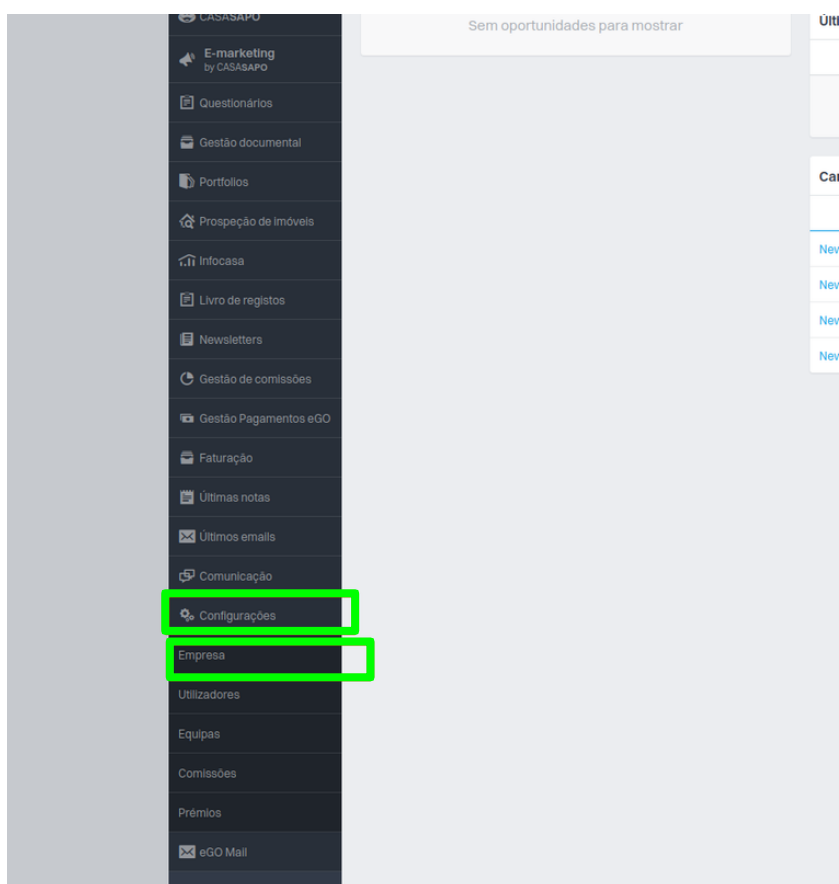 CASASAPO
Sem oportunidades para mostrar
E-marketing
by CASASAPO
Questionários
Gestão documental
Portfolios
Prospeção de imóveis
Infocasa
Livro de registos
Newsletters
Gestão de comissões
Gestão Pagamentos eGO
Faturação
Últimas notas
Últimos emails
Comunicação
Configurações
Empresa
Utilizadores
Equipas
Comissões
Prémios
eGO Mail